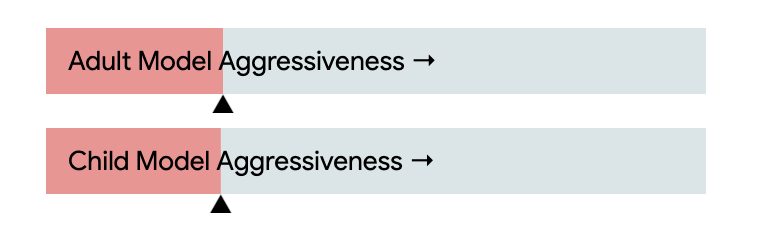 Adult Model Aggressiveness →
Child Model Aggressiveness →